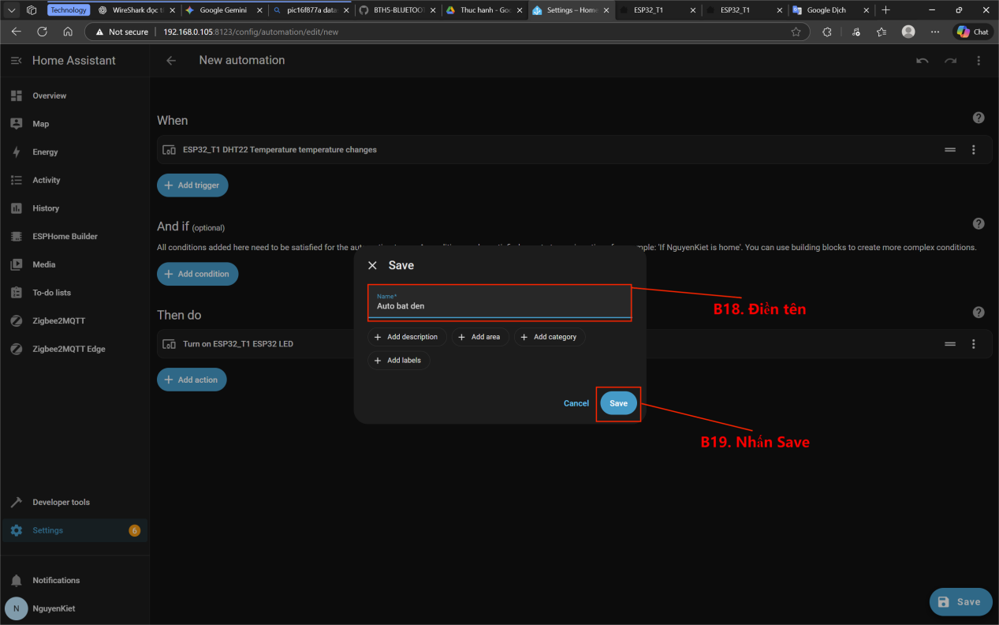 Technology
WireShark đọc t
Google Gemini
pic16f877a datas
BTH5-BLUETOOT
Thuc hanh - Goo
Settings – Home
ESP32_T1
ESP32_T1
Google Dịch
Not secure
192.168.0.105:8123/config/automation/edit/new
Chat
Home Assistant
New automation
Overview
Map
Energy
Activity
History
ESPHome Builder
Media
To-do lists
Zigbee2MQTT
Zigbee2MQTT Edge
Developer tools
Settings
6
Notifications
N
NguyenKiet
When
ESP32_T1 DHT22 Temperature temperature changes
Add trigger
And if (optional)
All conditions added here need to be satisfied for the
mple: 'If NguyenKiet is home'. You can use building blocks to create more complex conditions.
Add condition
Then do
Turn on ESP32_T1 ESP32 LED
Add action
Save
Name*
Auto bat den
Add description
Add area
Add category
Add labels
Cancel
Save
B18. Điền tên
B19. Nhấn Save
Save